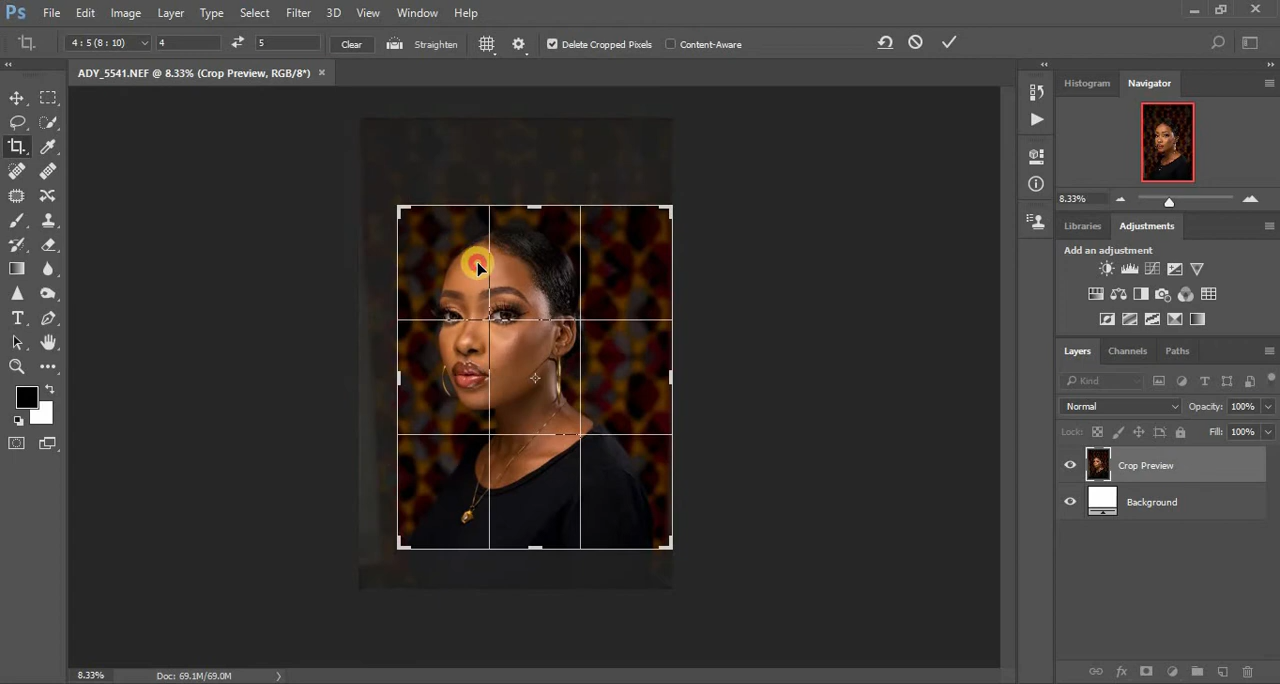 Ps File Edit Image Layer Type Select Filter 3D View Window Help
4 : 5 (8 : 10) 4 5 Clear Straighten Delete Cropped Pixels Content-Aware
ADY_5541.NEF @ 8.33% (Crop Preview, RGB/8*) ×
Histogram Navigator
8.33%
Libraries Adjustments
Add an adjustment
Layers Channels Paths
Kind
Normal Opacity: 100%
Lock: Fill: 100%
Crop Preview
Background
8.33% Doc: 69.1M/69.0M